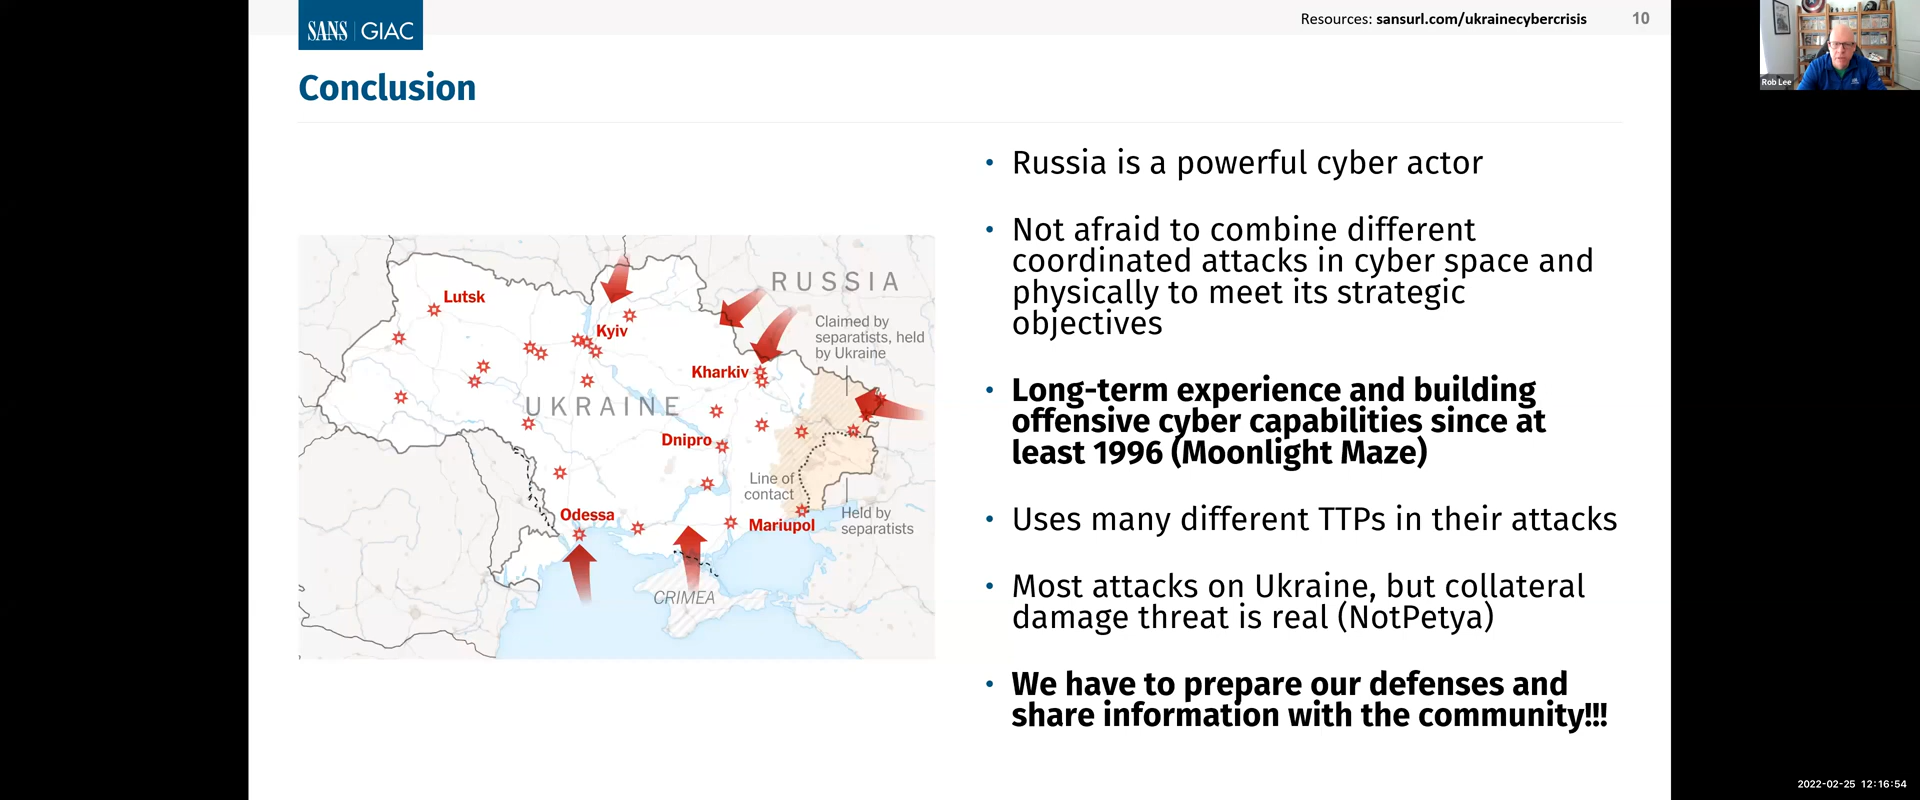 SANS | GIAC
Resources: sansurl.com/ukrainecybercrisis
10
Rob Lee
Conclusion
• Russia is a powerful cyber actor
• Not afraid to combine different
coordinated attacks in cyber space and
physically to meet its strategic
objectives
• Long-term experience and building
offensive cyber capabilities since at
least 1996 (Moonlight Maze)
• Uses many different TTPs in their attacks
• Most attacks on Ukraine, but collateral
damage threat is real (NotPetya)
• We have to prepare our defenses and
share information with the community!!!
RUSSIA
Lutsk
Kyiv
Claimed by
separatists, held
by Ukraine
Kharkiv
UKRAINE
Dnipro
Line of
contact
Odessa
Mariupol
Held by
separatists
CRIMEA
2022-02-25 12:16:54